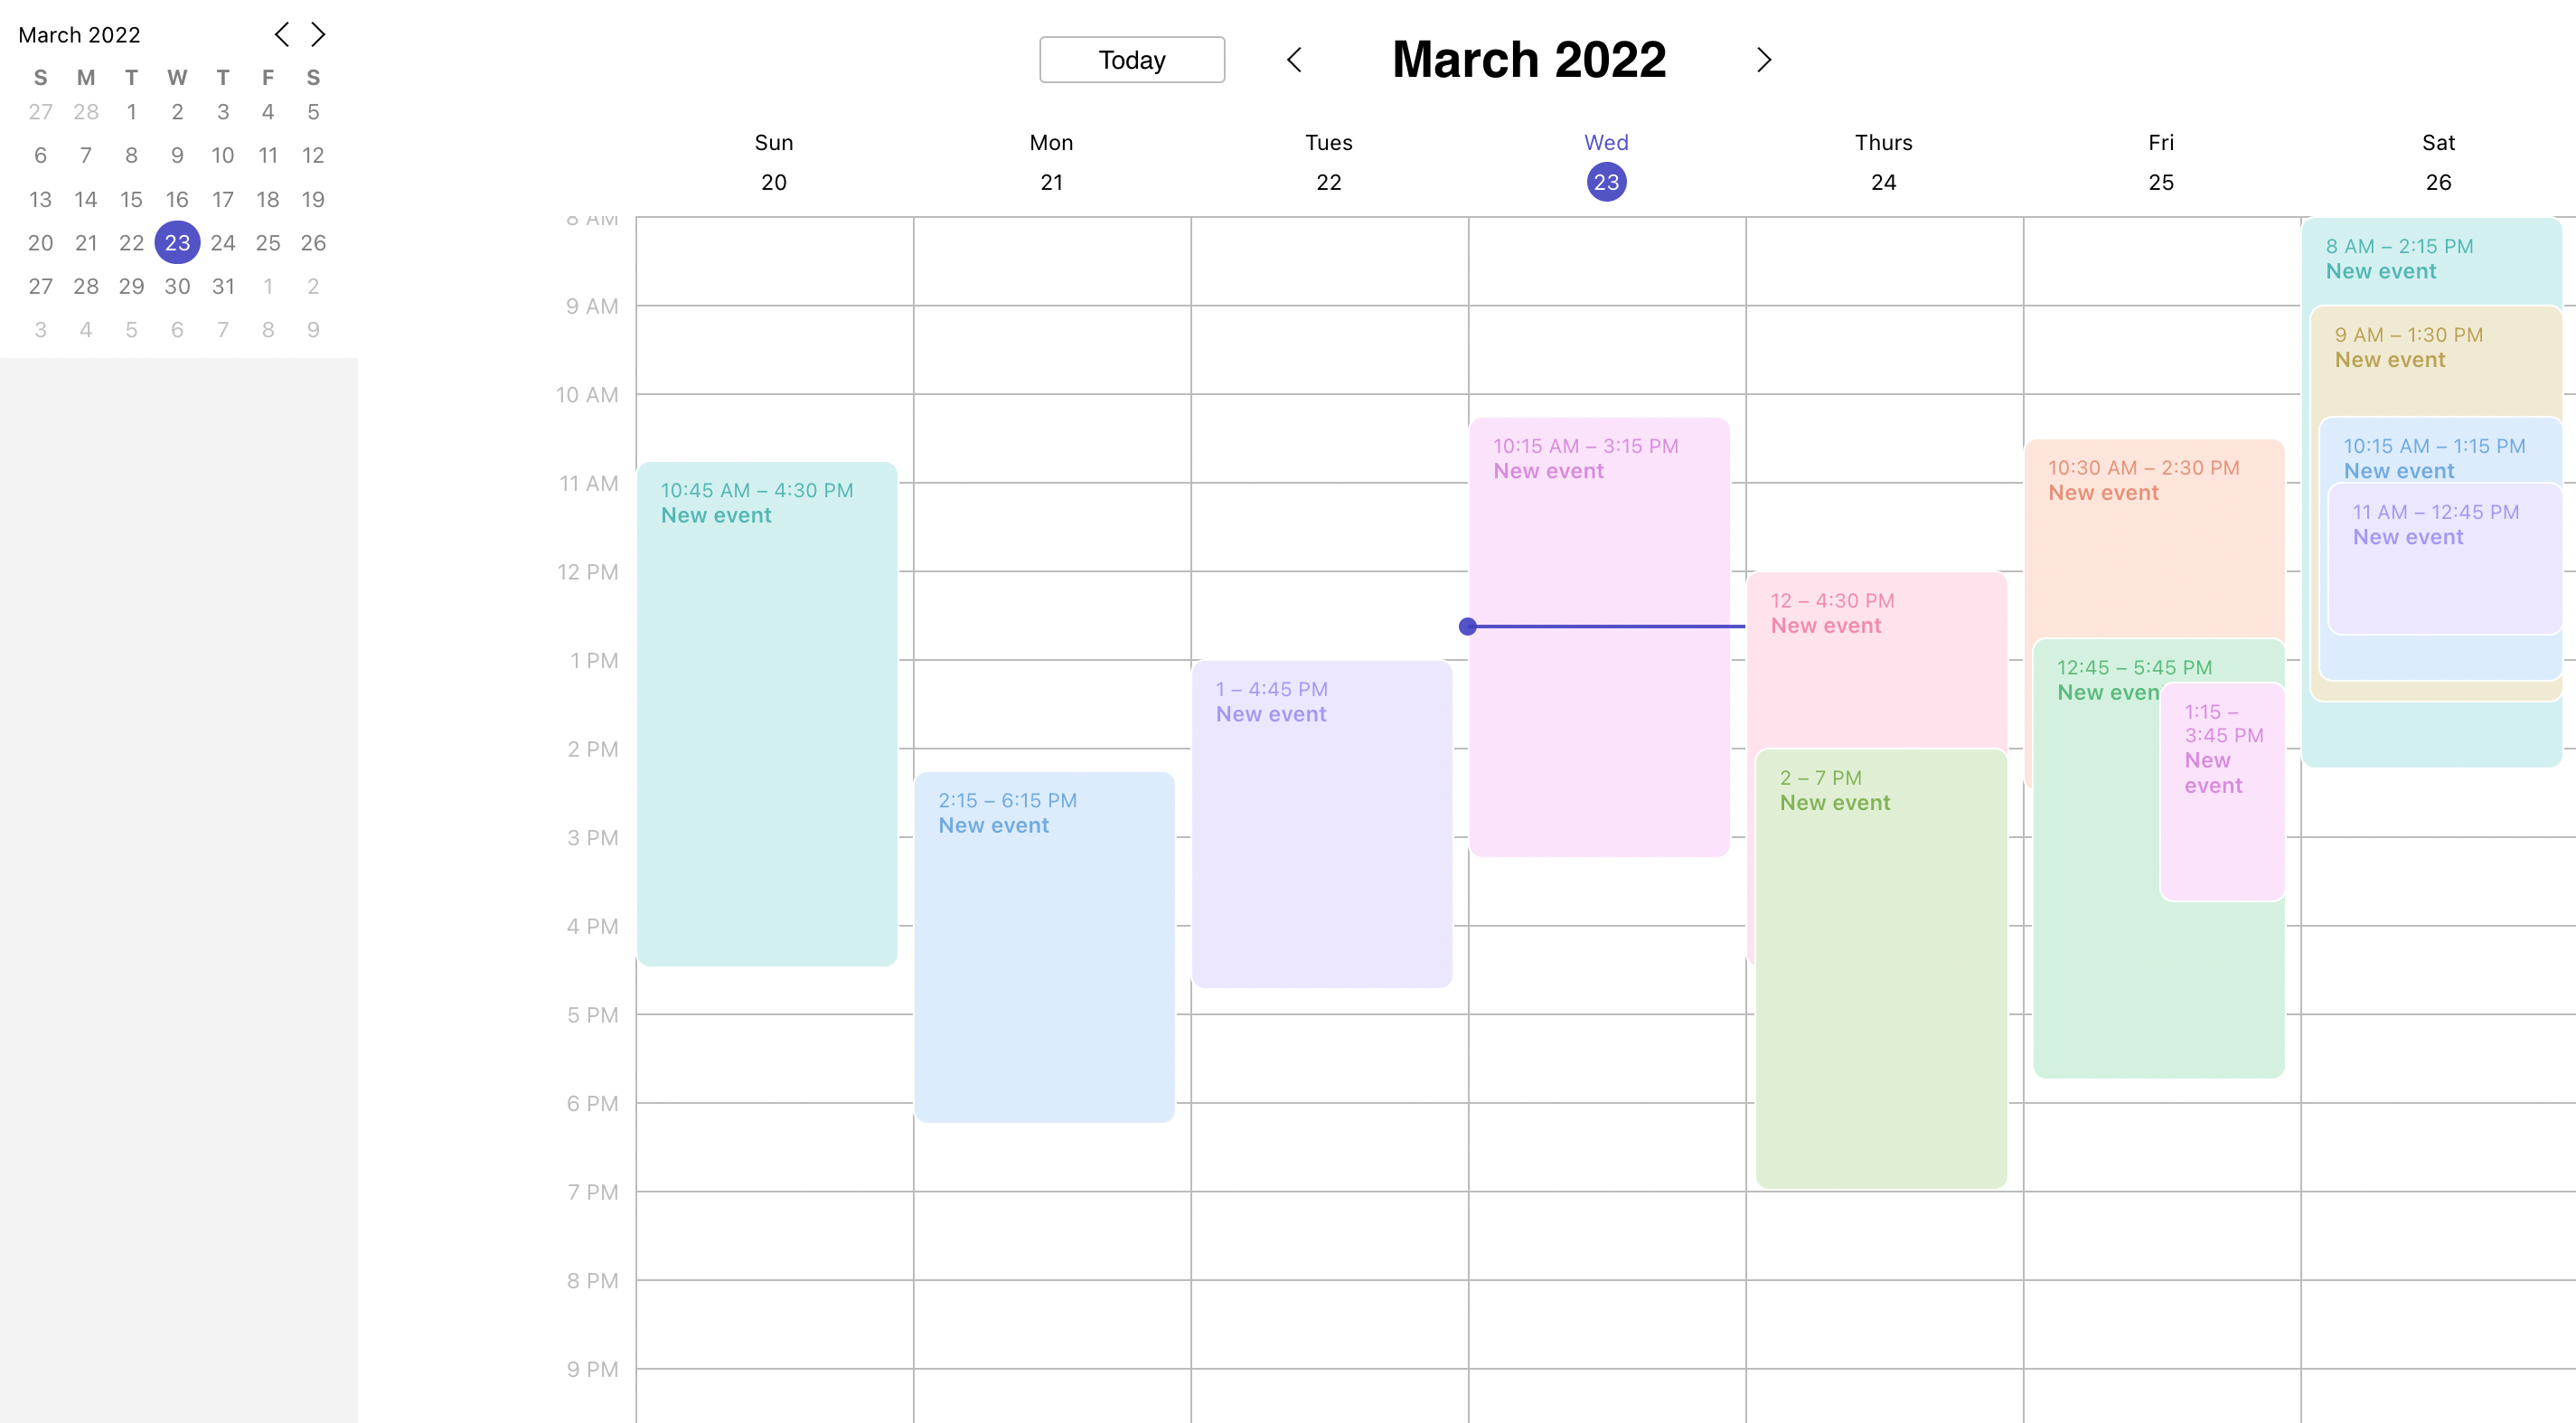 March 2022
S M T W T F S
27 28 1 2 3 4 5
6 7 8 9 10 11 12
13 14 15 16 17 18 19
20 21 22 23 24 25 26
27 28 29 30 31 1 2
3 4 5 6 7 8 9
Today
March 2022
Sun Mon Tues Wed Thurs Fri Sat
20 21 22 23 24 25 26
8 AM
9 AM
10 AM
11 AM
12 PM
1 PM
2 PM
3 PM
4 PM
5 PM
6 PM
7 PM
8 PM
9 PM
10:45 AM – 4:30 PM
New event
2:15 – 6:15 PM
New event
1 – 4:45 PM
New event
10:15 AM – 3:15 PM
New event
12 – 4:30 PM
New event
2 – 7 PM
New event
10:30 AM – 2:30 PM
New event
12:45 – 5:45 PM
New even
1:15 –
3:45 PM
New
event
8 AM – 2:15 PM
New event
9 AM – 1:30 PM
New event
10:15 AM – 1:15 PM
New event
11 AM – 12:45 PM
New event